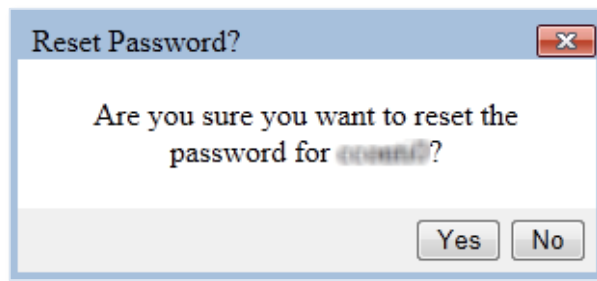 Reset Password?
Are you sure you want to reset the
password for ?
Yes No